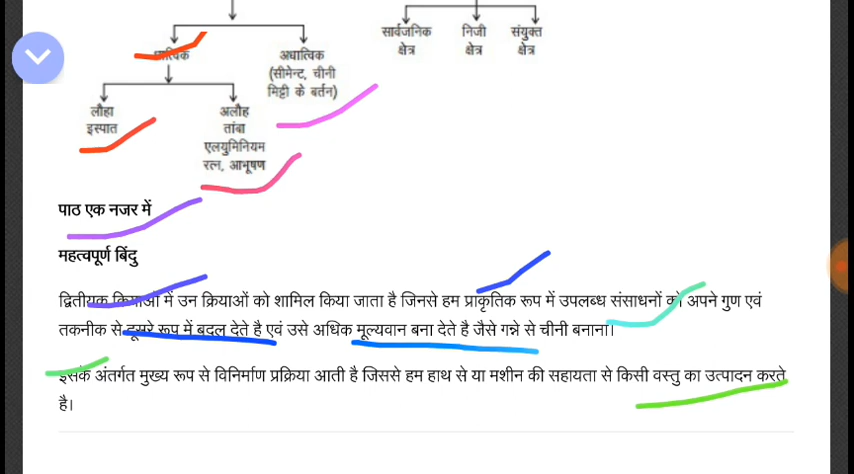 सार्वजनिक क्षेत्र
निजी क्षेत्र
संयुक्त क्षेत्र
धात्विक
अधात्विक
(सीमेन्ट, चीनी
मिट्टी के बर्तन)
लौहा
इस्पात
अलौह
तांबा
एलयुमिनियम
रत्न, आभूषण
पाठ एक नजर में
महत्वपूर्ण बिंदु
द्वितीयक क्रियाओं में उन क्रियाओं को शामिल किया जाता है जिनसे हम प्राकृतिक रूप में उपलब्ध संसाधनों को अपने गुण एवं
तकनीक से दूसरे रूप में बदल देते है एवं उसे अधिक मूल्यवान बना देते है जैसे गन्ने से चीनी बनाना।
इसके अंतर्गत मुख्य रूप से विनिर्माण प्रक्रिया आती है जिससे हम हाथ से या मशीन की सहायता से किसी वस्तु का उत्पादन करते
है।